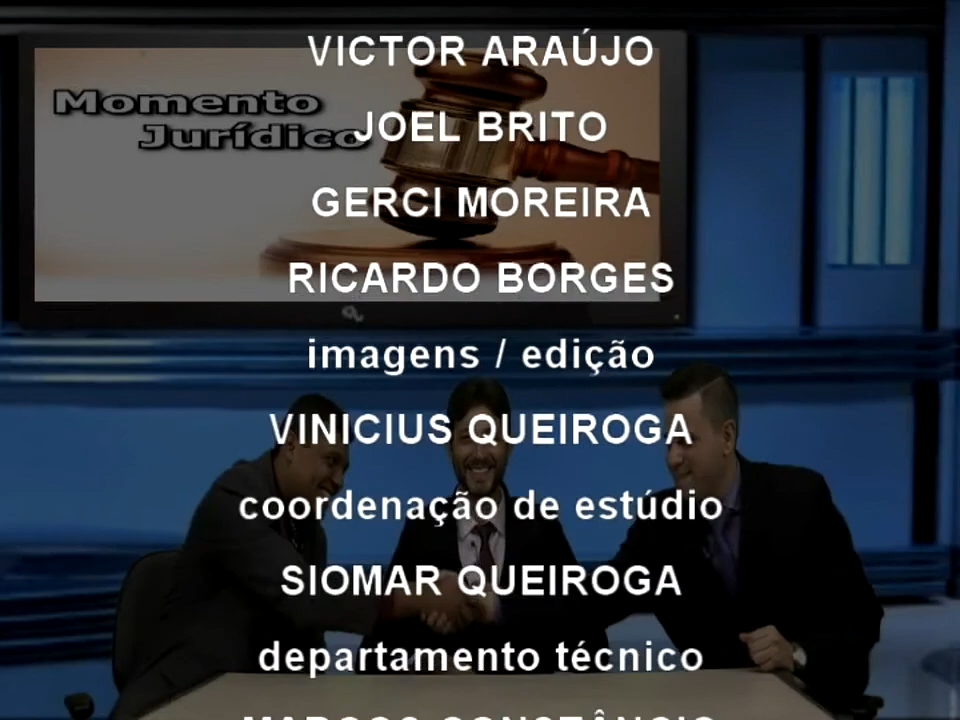 VICTOR ARAÚJO
Momento
Jurídico
JOEL BRITO
GERCI MOREIRA
RICARDO BORGES
imagens / edição
VINICIUS QUEIROGA
coordenação de estúdio
SIOMAR QUEIROGA
departamento técnico